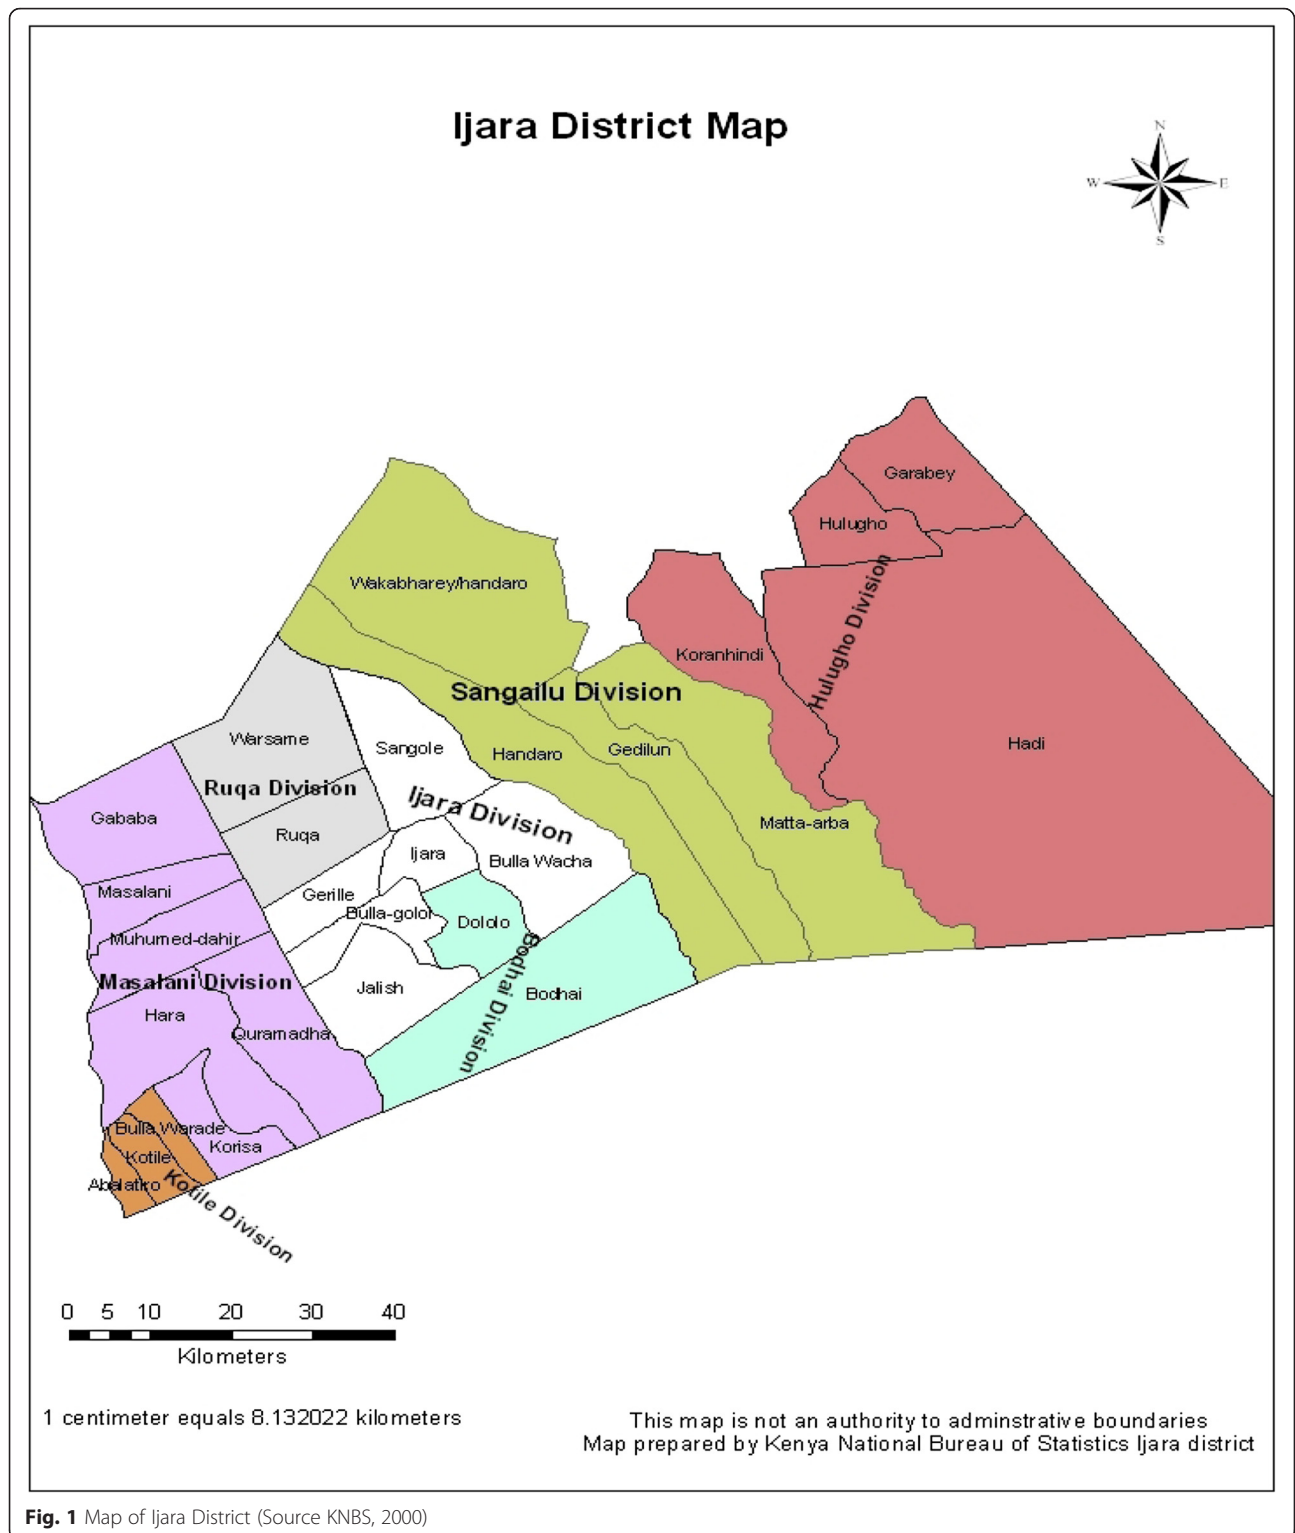 Ijara District Map
N
W
E
S
Garabey
Hulugho
Wakabharey/handaro
Hulugho Division
Koranhindi
Sangailu Division
Warsame
Sangole
Handaro
Gedilun
Hadi
Ruqa Division
Ijara Division
Gababa
Ruqa
Matta-arba
Ijara
Bulla Wacha
Masalani
Gerille
Bulla-golol
Dololo
Muhumed-dahir
Masalani Division
Jalish
Bodhai Division
Bodhai
Hara
Quramadha
Bulla Warade
Korisa
Kotile
Abalatiro
Kotile Division
0 5 10 20 30 40
Kilometers
1 centimeter equals 8.132022 kilometers
This map is not an authority to adminstrative boundaries
Map prepared by Kenya National Bureau of Statistics Ijara district
Fig. 1 Map of Ijara District (Source KNBS, 2000)